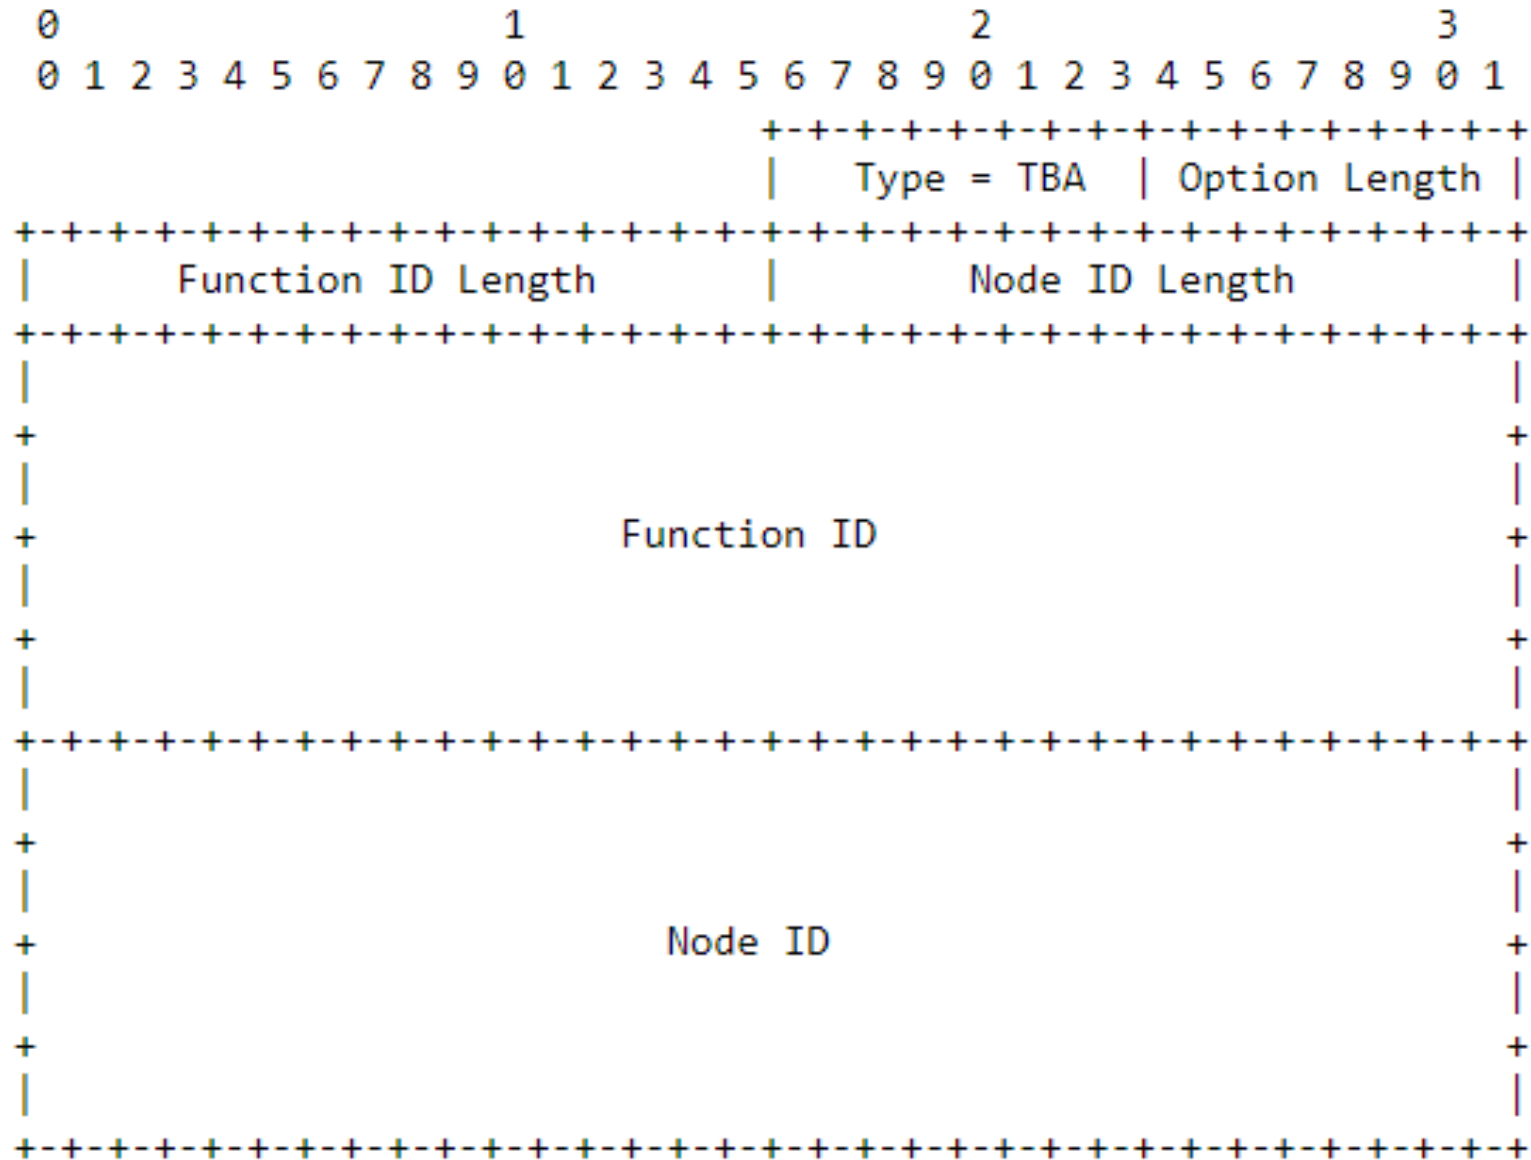 0                   1                   2                   3
0 1 2 3 4 5 6 7 8 9 0 1 2 3 4 5 6 7 8 9 0 1 2 3 4 5 6 7 8 9 0 1
+-+-+-+-+-+-+-+-+-+-+-+-+-+-+-+-+
|   Type = TBA  | Option Length |
+-+-+-+-+-+-+-+-+-+-+-+-+-+-+-+-+-+-+-+-+-+-+-+-+-+-+-+-+-+-+-+-+
|      Function ID Length       |        Node ID Length         |
+-+-+-+-+-+-+-+-+-+-+-+-+-+-+-+-+-+-+-+-+-+-+-+-+-+-+-+-+-+-+-+-+
|                                                               |
+                                                               +
|                                                               |
+                         Function ID                           +
|                                                               |
+                                                               +
|                                                               |
+-+-+-+-+-+-+-+-+-+-+-+-+-+-+-+-+-+-+-+-+-+-+-+-+-+-+-+-+-+-+-+-+
|                                                               |
+                                                               +
|                                                               |
+                           Node ID                             +
|                                                               |
+                                                               +
|                                                               |
+-+-+-+-+-+-+-+-+-+-+-+-+-+-+-+-+-+-+-+-+-+-+-+-+-+-+-+-+-+-+-+-+